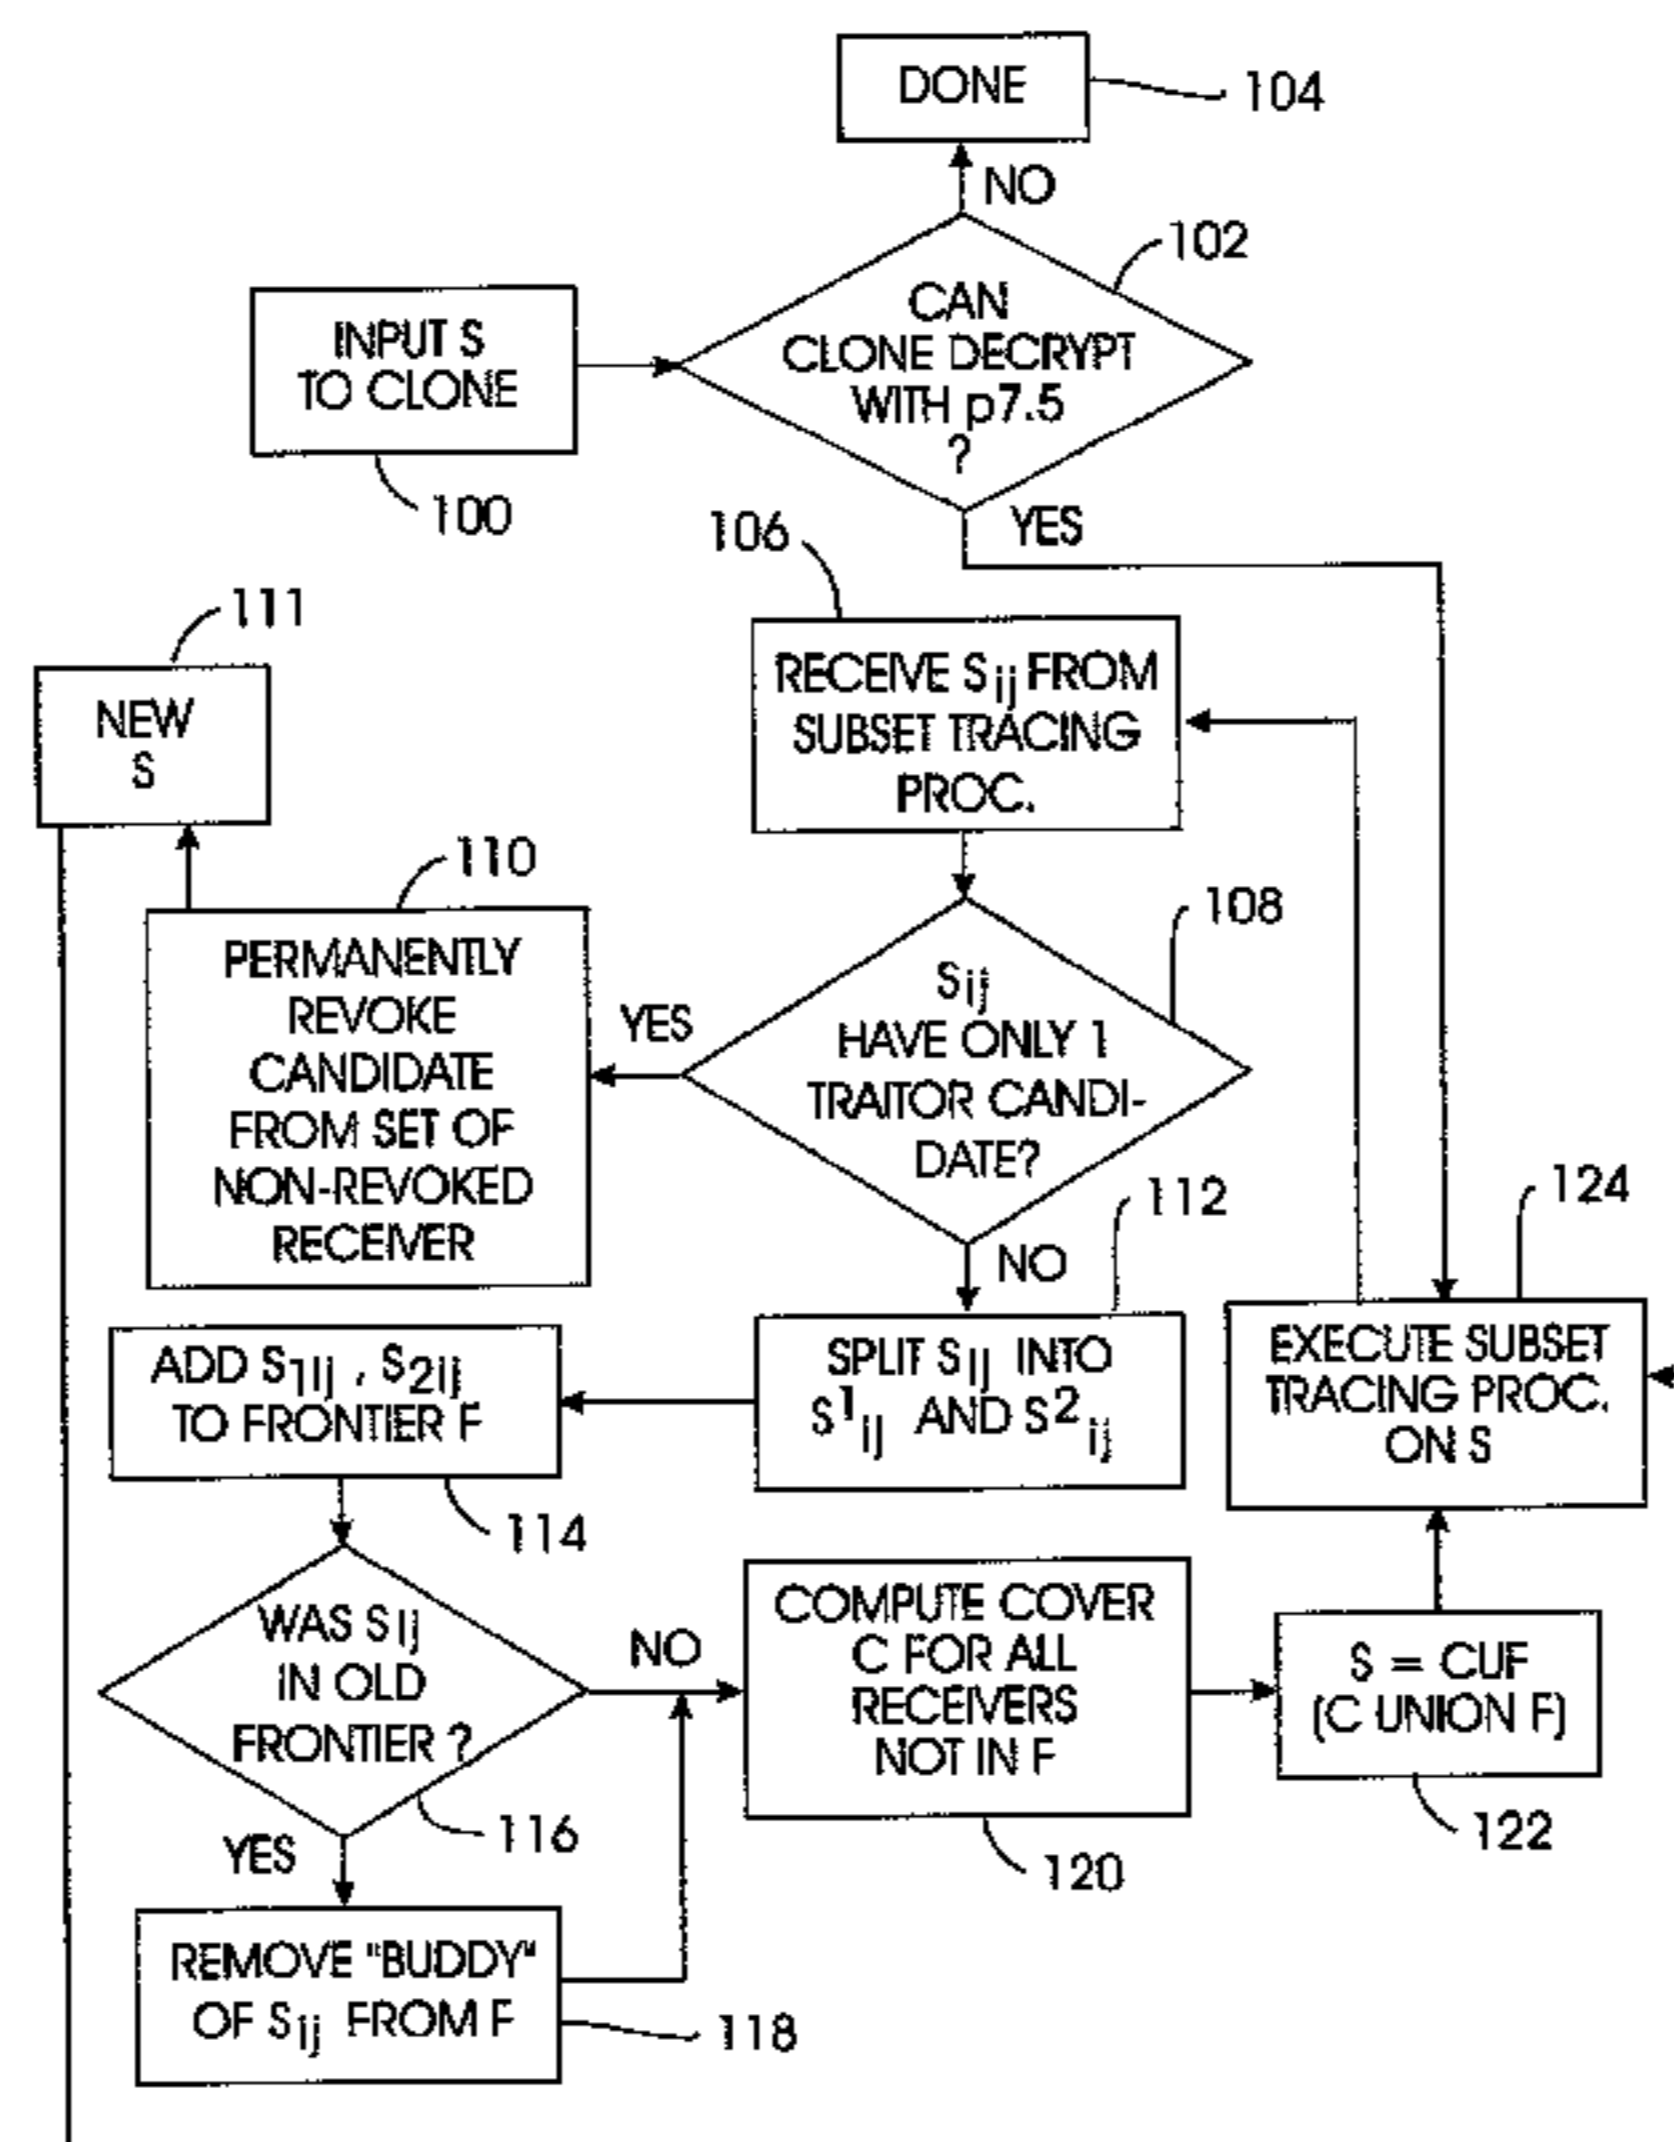 DONE
104
NO
102
CAN
CLONE DECRYPT
WITH p7.5
?
INPUT S
TO CLONE
100
YES
106
111
NEW
S
RECEIVE Sij FROM
SUBSET TRACING
PROC.
110
108
PERMANENTLY
REVOKE
CANDIDATE
FROM SET OF
NON-REVOKED
RECEIVER
YES
Sij
HAVE ONLY 1
TRAITOR CANDI-
DATE?
NO
112
124
ADD S1ij , S2ij
TO FRONTIER F
SPLIT Sij INTO
S1ij AND S2ij
EXECUTE SUBSET
TRACING PROC.
ON S
114
WAS Sij
IN OLD
FRONTIER ?
NO
COMPUTE COVER
C FOR ALL
RECEIVERS
NOT IN F
S = CUF
(C UNION F)
116
YES
120
122
REMOVE "BUDDY"
OF Sij FROM F
118